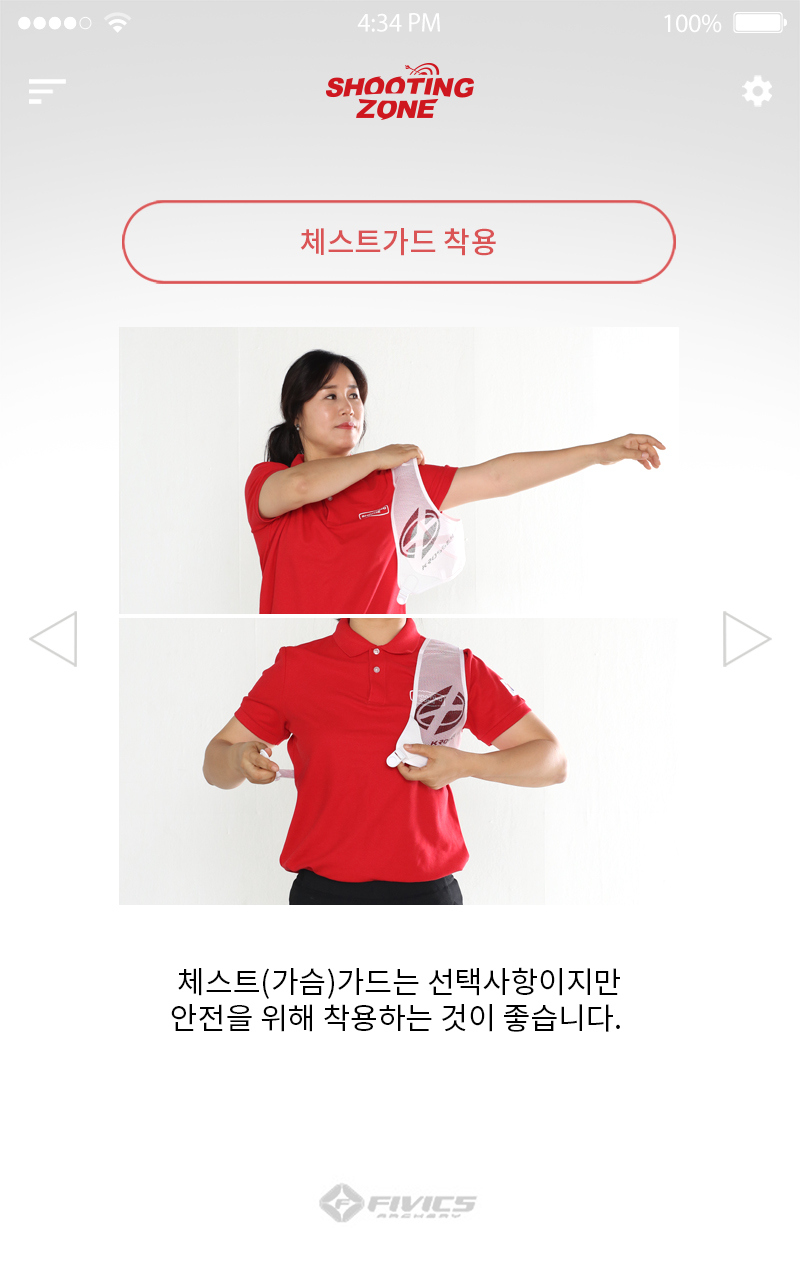 4:34 PM
100%
SHOOTING
ZONE
체스트가드 착용
체스트(가슴)가드는 선택사항이지만
안전을 위해 착용하는 것이 좋습니다.
FIVICS
ARCHERY